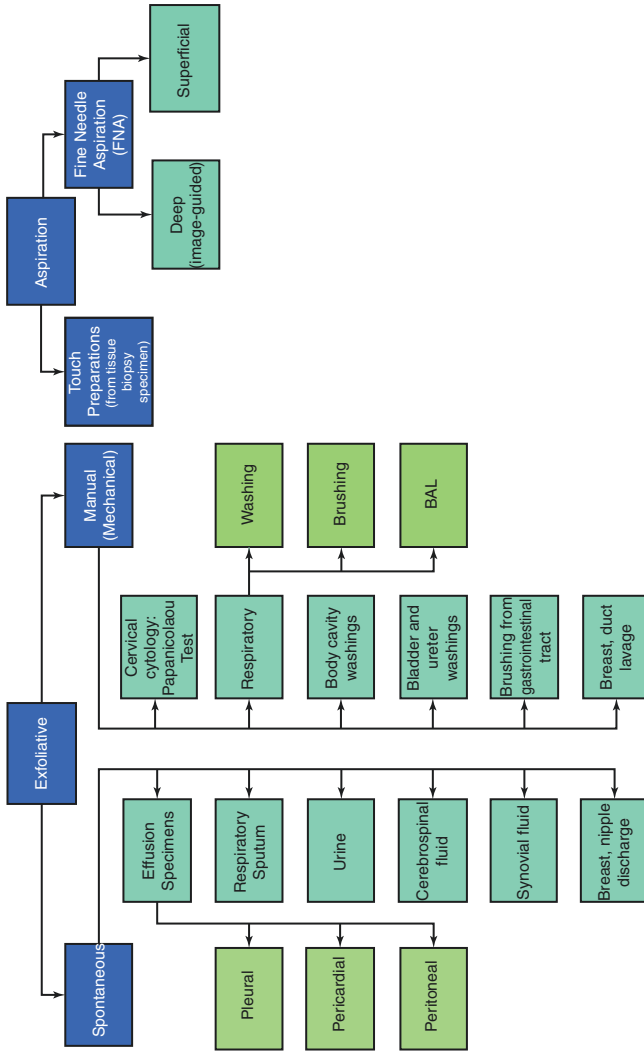 Exfoliative
Spontaneous
Effusion
Specimens
Pleural
Pericardial
Peritoneal
Respiratory
Sputum
Urine
Cerebrospinal
fluid
Synovial fluid
Breast, nipple
discharge
Manual
(Mechanical)
Cervical
cytology:
Papanicolaou
Test
Respiratory
Washing
Brushing
BAL
Body cavity
washings
Bladder and
ureter
washings
Brushing from
gastrointestinal
tract
Breast, duct
lavage
Aspiration
Touch
Preparations
(from tissue
biopsy
specimen)
Fine Needle
Aspiration
(FNA)
Deep
(image-guided)
Superficial